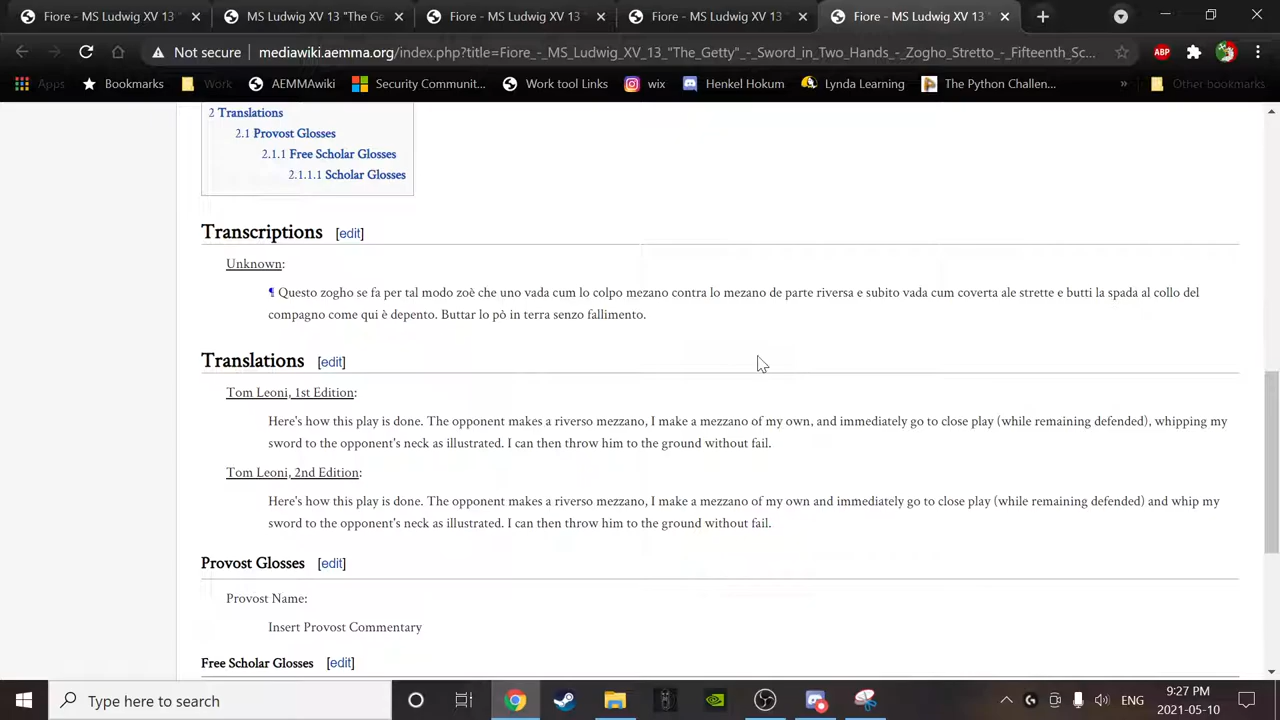 Fiore - MS Ludwig XV 13
MS Ludwig XV 13 "The Ge
Fiore - MS Ludwig XV 13
Fiore - MS Ludwig XV 13
Fiore - MS Ludwig XV 13
Not secure mediawiki.aemma.org/index.php?title=Fiore_-_MS_Ludwig_XV_13_"The_Getty"_-_Sword_in_Two_Hands_-_Zogho_Stretto_-_Fifteenth_Sc...
ABP
Apps Bookmarks Work AEMMAwiki Security Communit... Work tool Links wix Henkel Hokum Lynda Learning The Python Challen... » Other bookmarks
2 Translations
2.1 Provost Glosses
2.1.1 Free Scholar Glosses
2.1.1.1 Scholar Glosses
Transcriptions [edit]
Unknown:
¶ Questo zogho se fa per tal modo zoè che uno vada cum lo colpo mezano contra lo mezano de parte riversa e subito vada cum coverta ale strette e butti la spada al collo del
compagno come qui è depento. Buttar lo pò in terra senzo fallimento.
Translations [edit]
Tom Leoni, 1st Edition:
Here's how this play is done. The opponent makes a riverso mezzano, I make a mezzano of my own, and immediately go to close play (while remaining defended), whipping my
sword to the opponent's neck as illustrated. I can then throw him to the ground without fail.
Tom Leoni, 2nd Edition:
Here's how this play is done. The opponent makes a riverso mezzano, I make a mezzano of my own and immediately go to close play (while remaining defended) and whip my
sword to the opponent's neck as illustrated. I can then throw him to the ground without fail.
Provost Glosses [edit]
Provost Name:
Insert Provost Commentary
Free Scholar Glosses [edit]
Type here to search
ENG
9:27 PM
2021-05-10